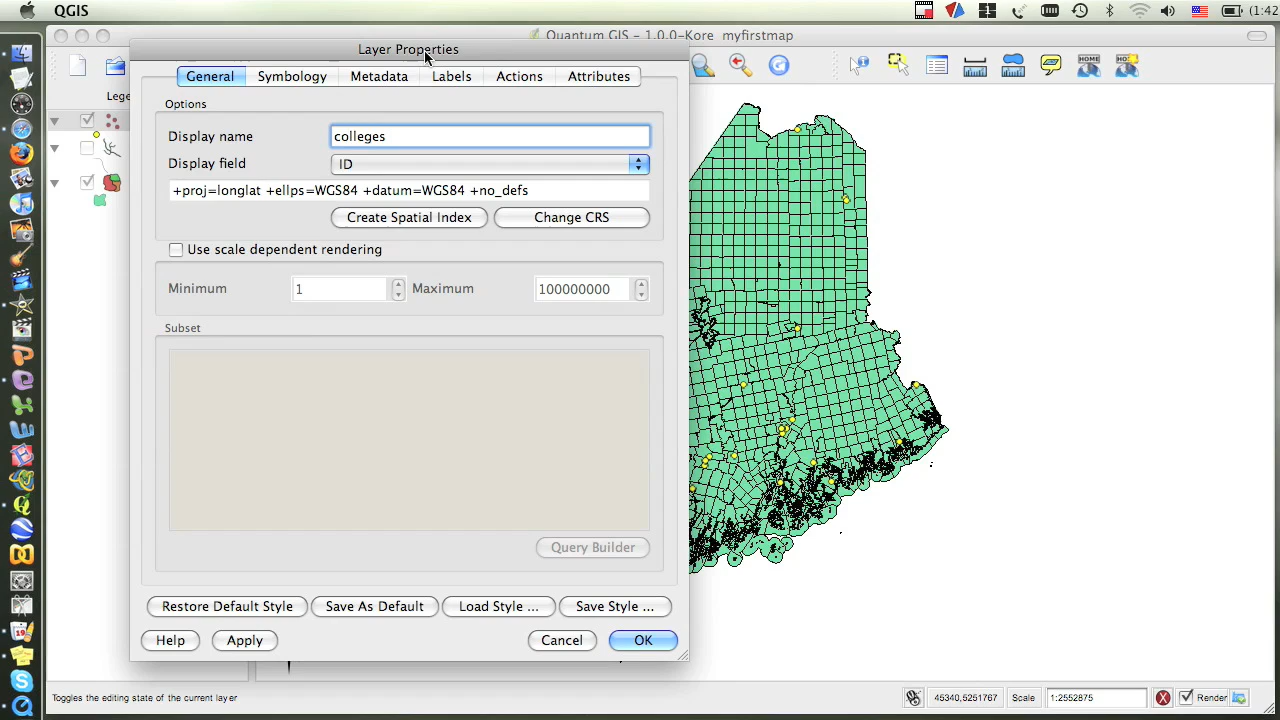 QGIS
(1:42
Quantum GIS - 1.0.0-Kore myfirstmap
Layer Properties
General Symbology Metadata Labels Actions Attributes
Lege
Options
Display name colleges
Display field ID
+proj=longlat +ellps=WGS84 +datum=WGS84 +no_defs
Create Spatial Index Change CRS
Use scale dependent rendering
Minimum 1 Maximum 100000000
Subset
Query Builder
Restore Default Style Save As Default Load Style ... Save Style ...
Help Apply Cancel OK
Toggles the editing state of the current layer 45340,5251767 Scale 1:2552875 Render